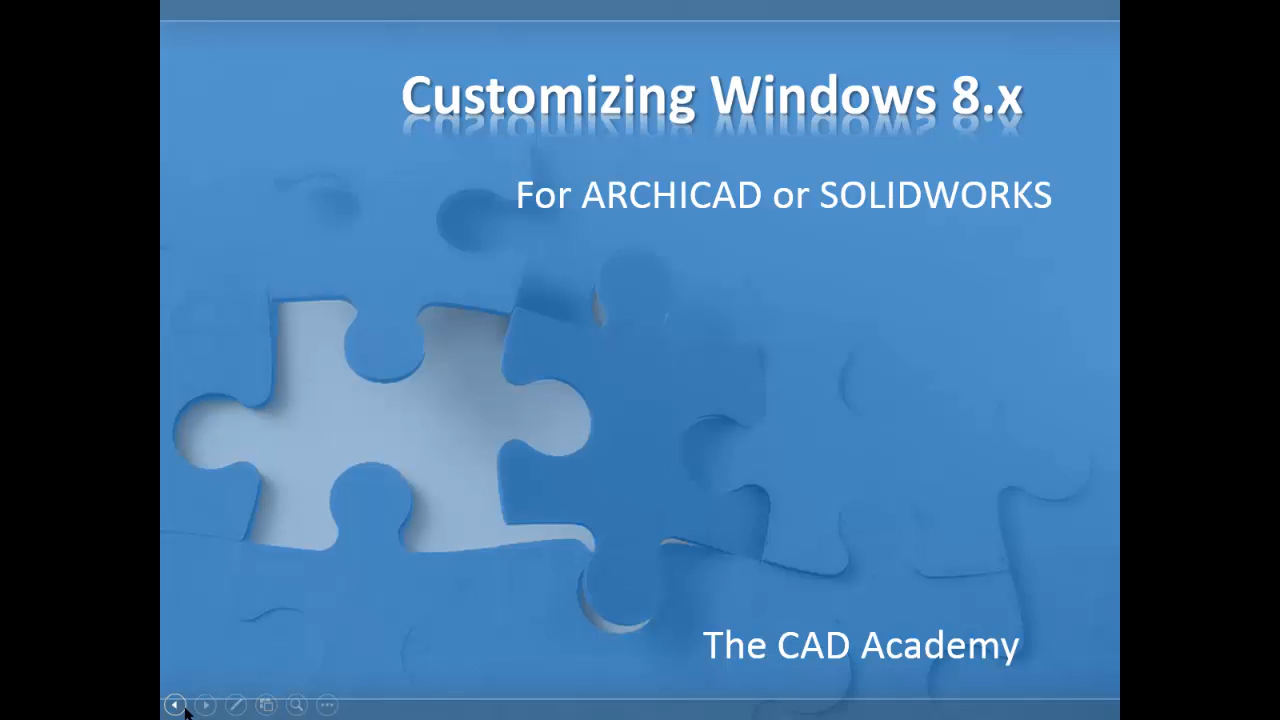 Customizing Windows 8.x
For ARCHICAD or SOLIDWORKS
The CAD Academy